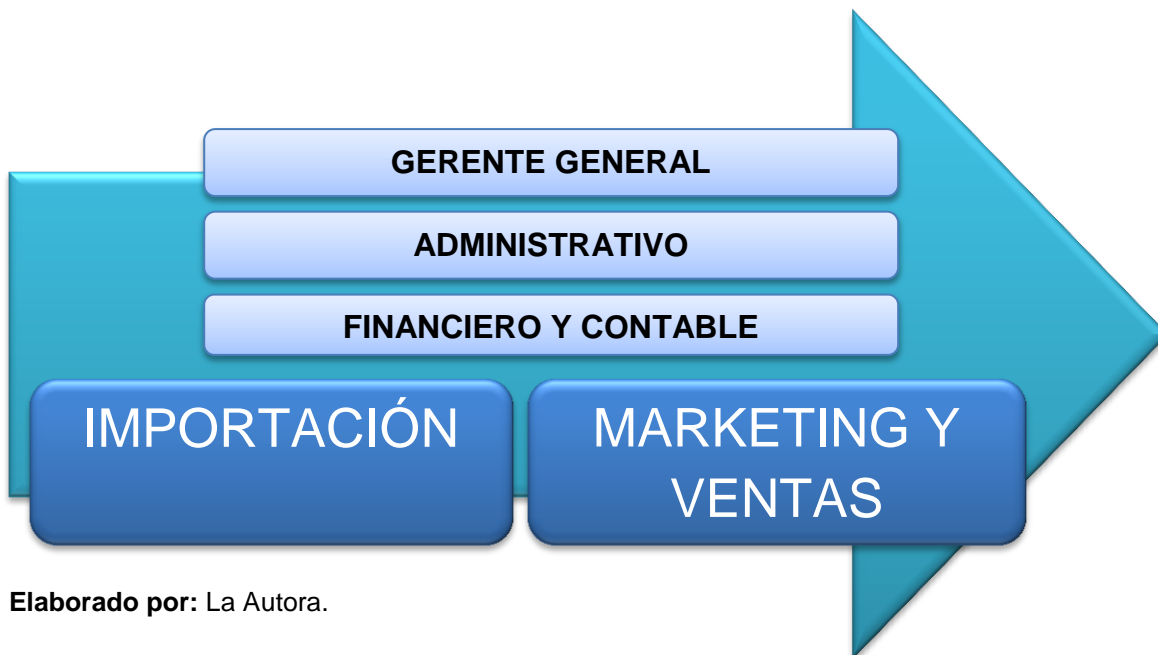 GERENTE GENERAL
ADMINISTRATIVO
FINANCIERO Y CONTABLE
IMPORTACIÓN
MARKETING Y
VENTAS
Elaborado por: La Autora.